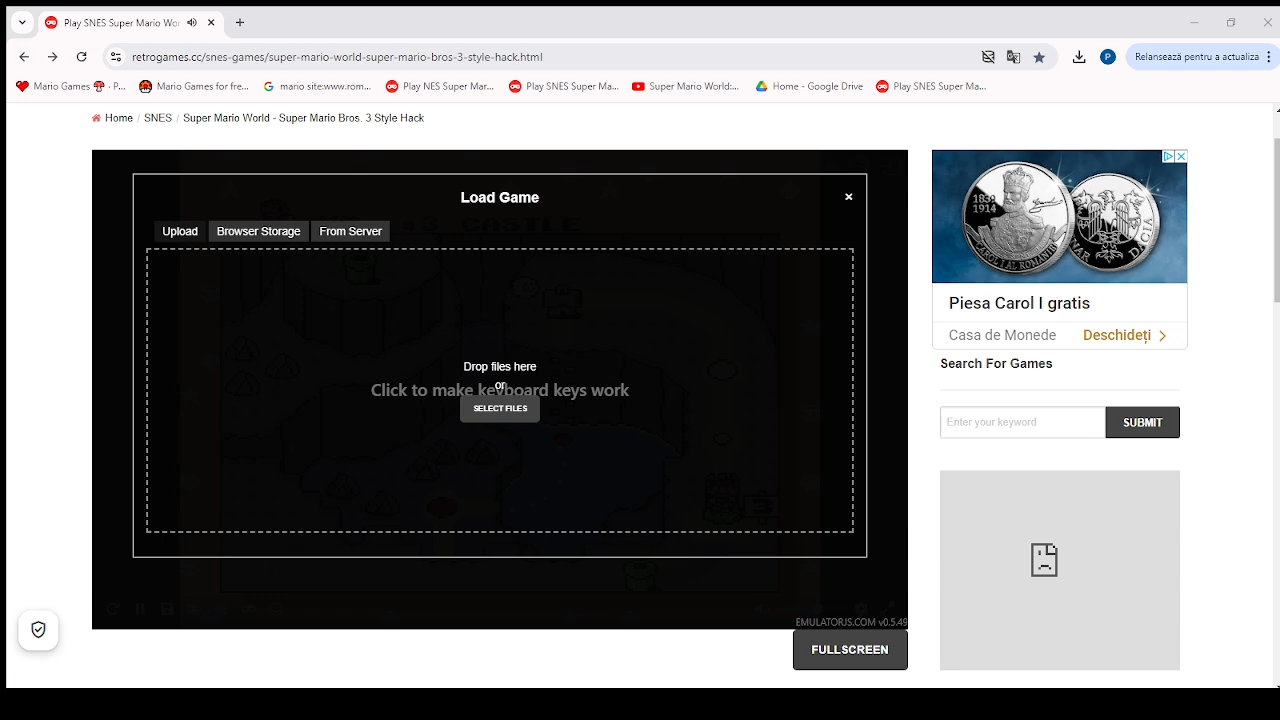 Play SNES Super Mario Wor
retrogames.cc/snes-games/super-mario-world-super-mario-bros-3-style-hack.html
Relansează pentru a actualiza
P
Mario Games 🍄 · P...
Mario Games for fre...
mario site:www.rom...
Play NES Super Mar...
Play SNES Super Ma...
Super Mario World:...
Home - Google Drive
Play SNES Super Ma...
Home / SNES / Super Mario World - Super Mario Bros. 3 Style Hack
Load Game
Upload
Browser Storage
From Server
#3 CASTLE
Drop files here
or
Click to make keyboard keys work
SELECT FILES
EMULATORJS.COM v0.5.49
FULLSCREEN
1839
1914
CAROL I AL ROMANIEI
Piesa Carol I gratis
Casa de Monede
Deschideți
Search For Games
Enter your keyword
SUBMIT